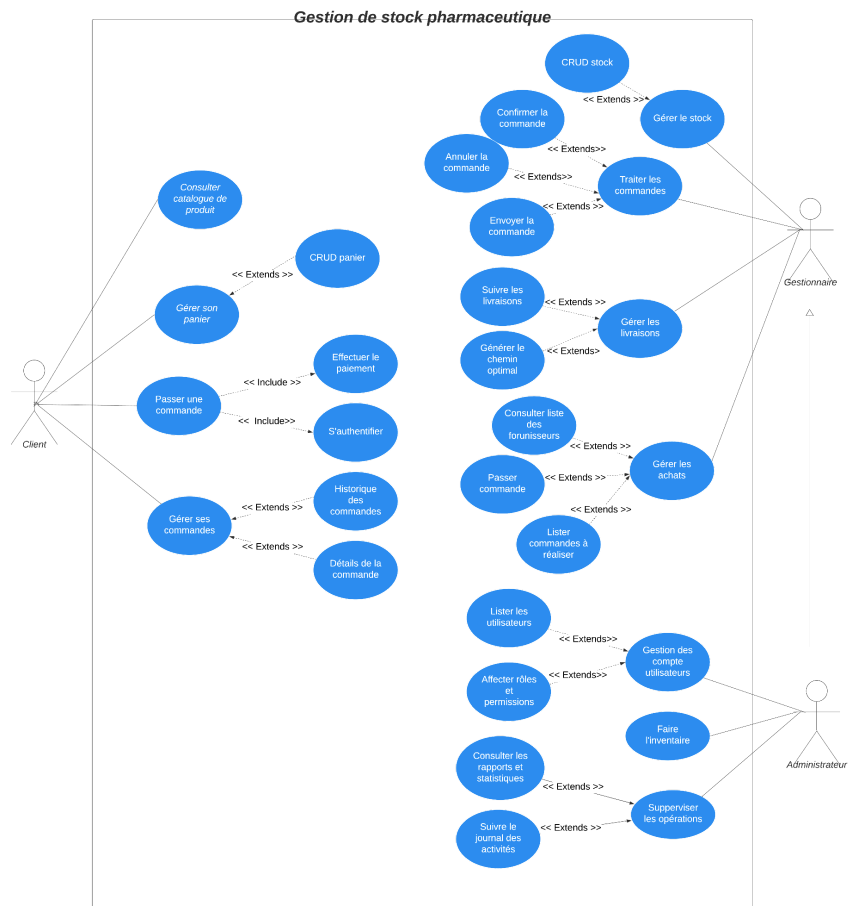 Gestion de stock pharmaceutique
CRUD stock
<< Extends >>
Gérer le stock
Confirmer la
commande
<< Extends>>
Annuler la
commande
<< Extends>>
Traiter les
commandes
Envoyer la
commande
<< Extends >>
Consulter
catalogue de
produit
CRUD panier
<< Extends >>
Gérer son
panier
Gestionnaire
Suivre les
livraisons
<< Extends >>
Gérer les
livraisons
Générer le
chemin
optimal
<< Extends>
Effectuer le
paiement
<< Include >>
Passer une
commande
<<  Include>>
S'authentifier
Client
Consulter liste
des
forunisseurs
<< Extends >>
Gérer les
achats
Passer
commande
<< Extends >>
<< Extends >>
Lister
commandes à
réaliser
Historique
des
commandes
<< Extends >>
Gérer ses
commandes
<< Extends >>
Détails de la
commande
Lister les
utilisateurs
<< Extends>>
Gestion des
compte
utilisateurs
Affecter rôles
et
permissions
<< Extends>>
Faire
l'inventaire
Administrateur
Consulter les
rapports et
statistiques
<< Extends >>
Supperviser
les opérations
Suivre le
journal des
activités
<< Extends >>